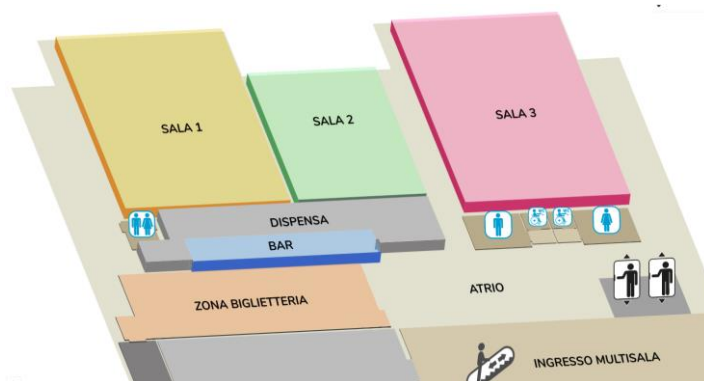 SALA 1
SALA 2
SALA 3
DISPENSA
BAR
ZONA BIGLIETTERIA
ATRIO
INGRESSO MULTISALA